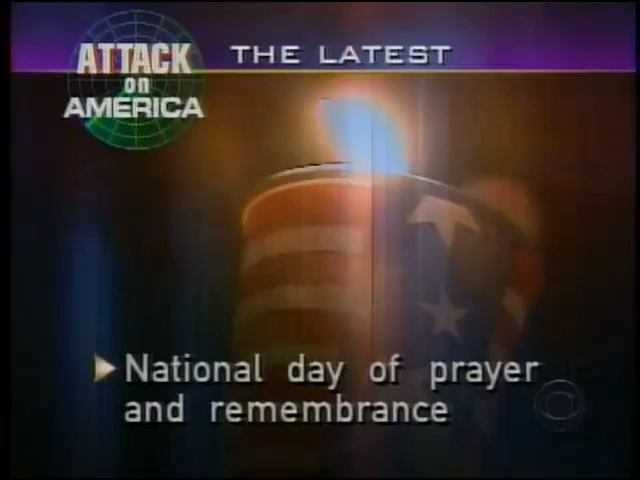 ATTACK
on
AMERICA
THE LATEST
National day of prayer
and remembrance